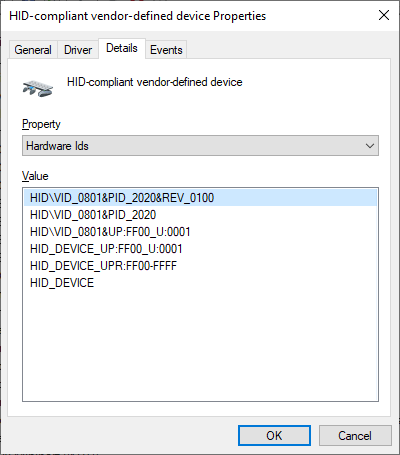 HID-compliant vendor-defined device Properties
General
Driver
Details
Events
HID-compliant vendor-defined device
Property
Hardware Ids
Value
HID\VID_0801&PID_2020&REV_0100
HID\VID_0801&PID_2020
HID\VID_0801&UP:FF00_U:0001
HID_DEVICE_UP:FF00_U:0001
HID_DEVICE_UPR:FF00-FFFF
HID_DEVICE
OK
Cancel